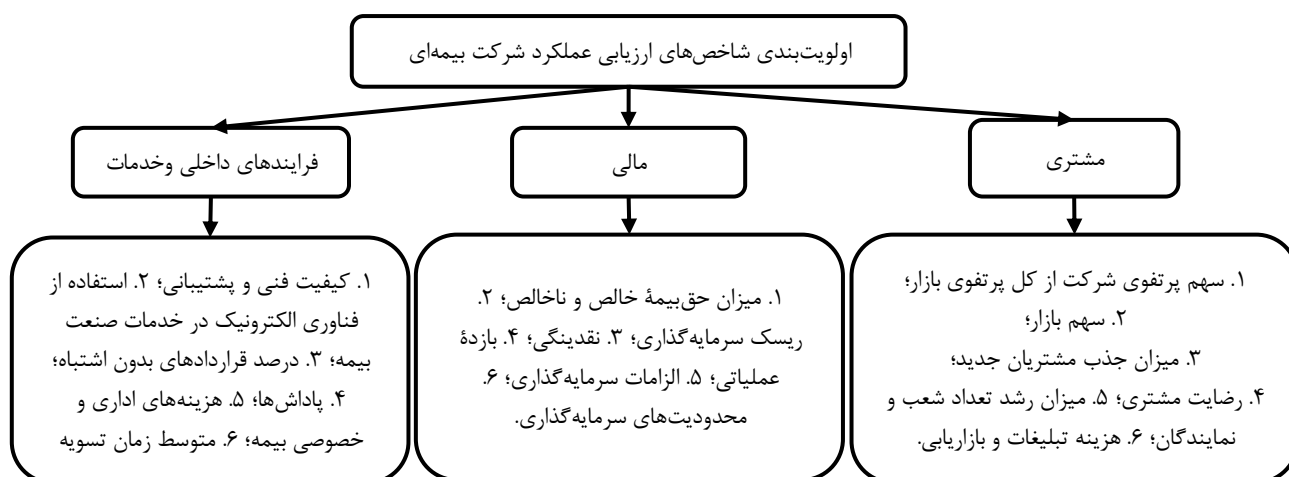 اولویت‌بندی شاخص‌های ارزیابی عملکرد شرکت بیمه‌ای
مشتری
مالی
فرایندهای داخلی وخدمات
۱. سهم پرتفوی شرکت از کل پرتفوی بازار؛
۲. سهم بازار؛
۳. میزان جذب مشتریان جدید؛
۴. رضایت مشتری؛ ۵. میزان رشد تعداد شعب و
نمایندگان؛ ۶. هزینه تبلیغات و بازاریابی.
۱. میزان حق‌بیمهٔ خالص و ناخالص؛ ۲.
ریسک سرمایه‌گذاری؛ ۳. نقدینگی؛ ۴. بازدهٔ
عملیاتی؛ ۵. الزامات سرمایه‌گذاری؛ ۶.
محدودیت‌های سرمایه‌گذاری.
۱. کیفیت فنی و پشتیبانی؛ ۲. استفاده از
فناوری الکترونیک در خدمات صنعت
بیمه؛ ۳. درصد قراردادهای بدون اشتباه؛
۴. پاداش‌ها؛ ۵. هزینه‌های اداری و
خصوصی بیمه؛ ۶. متوسط زمان تسویه